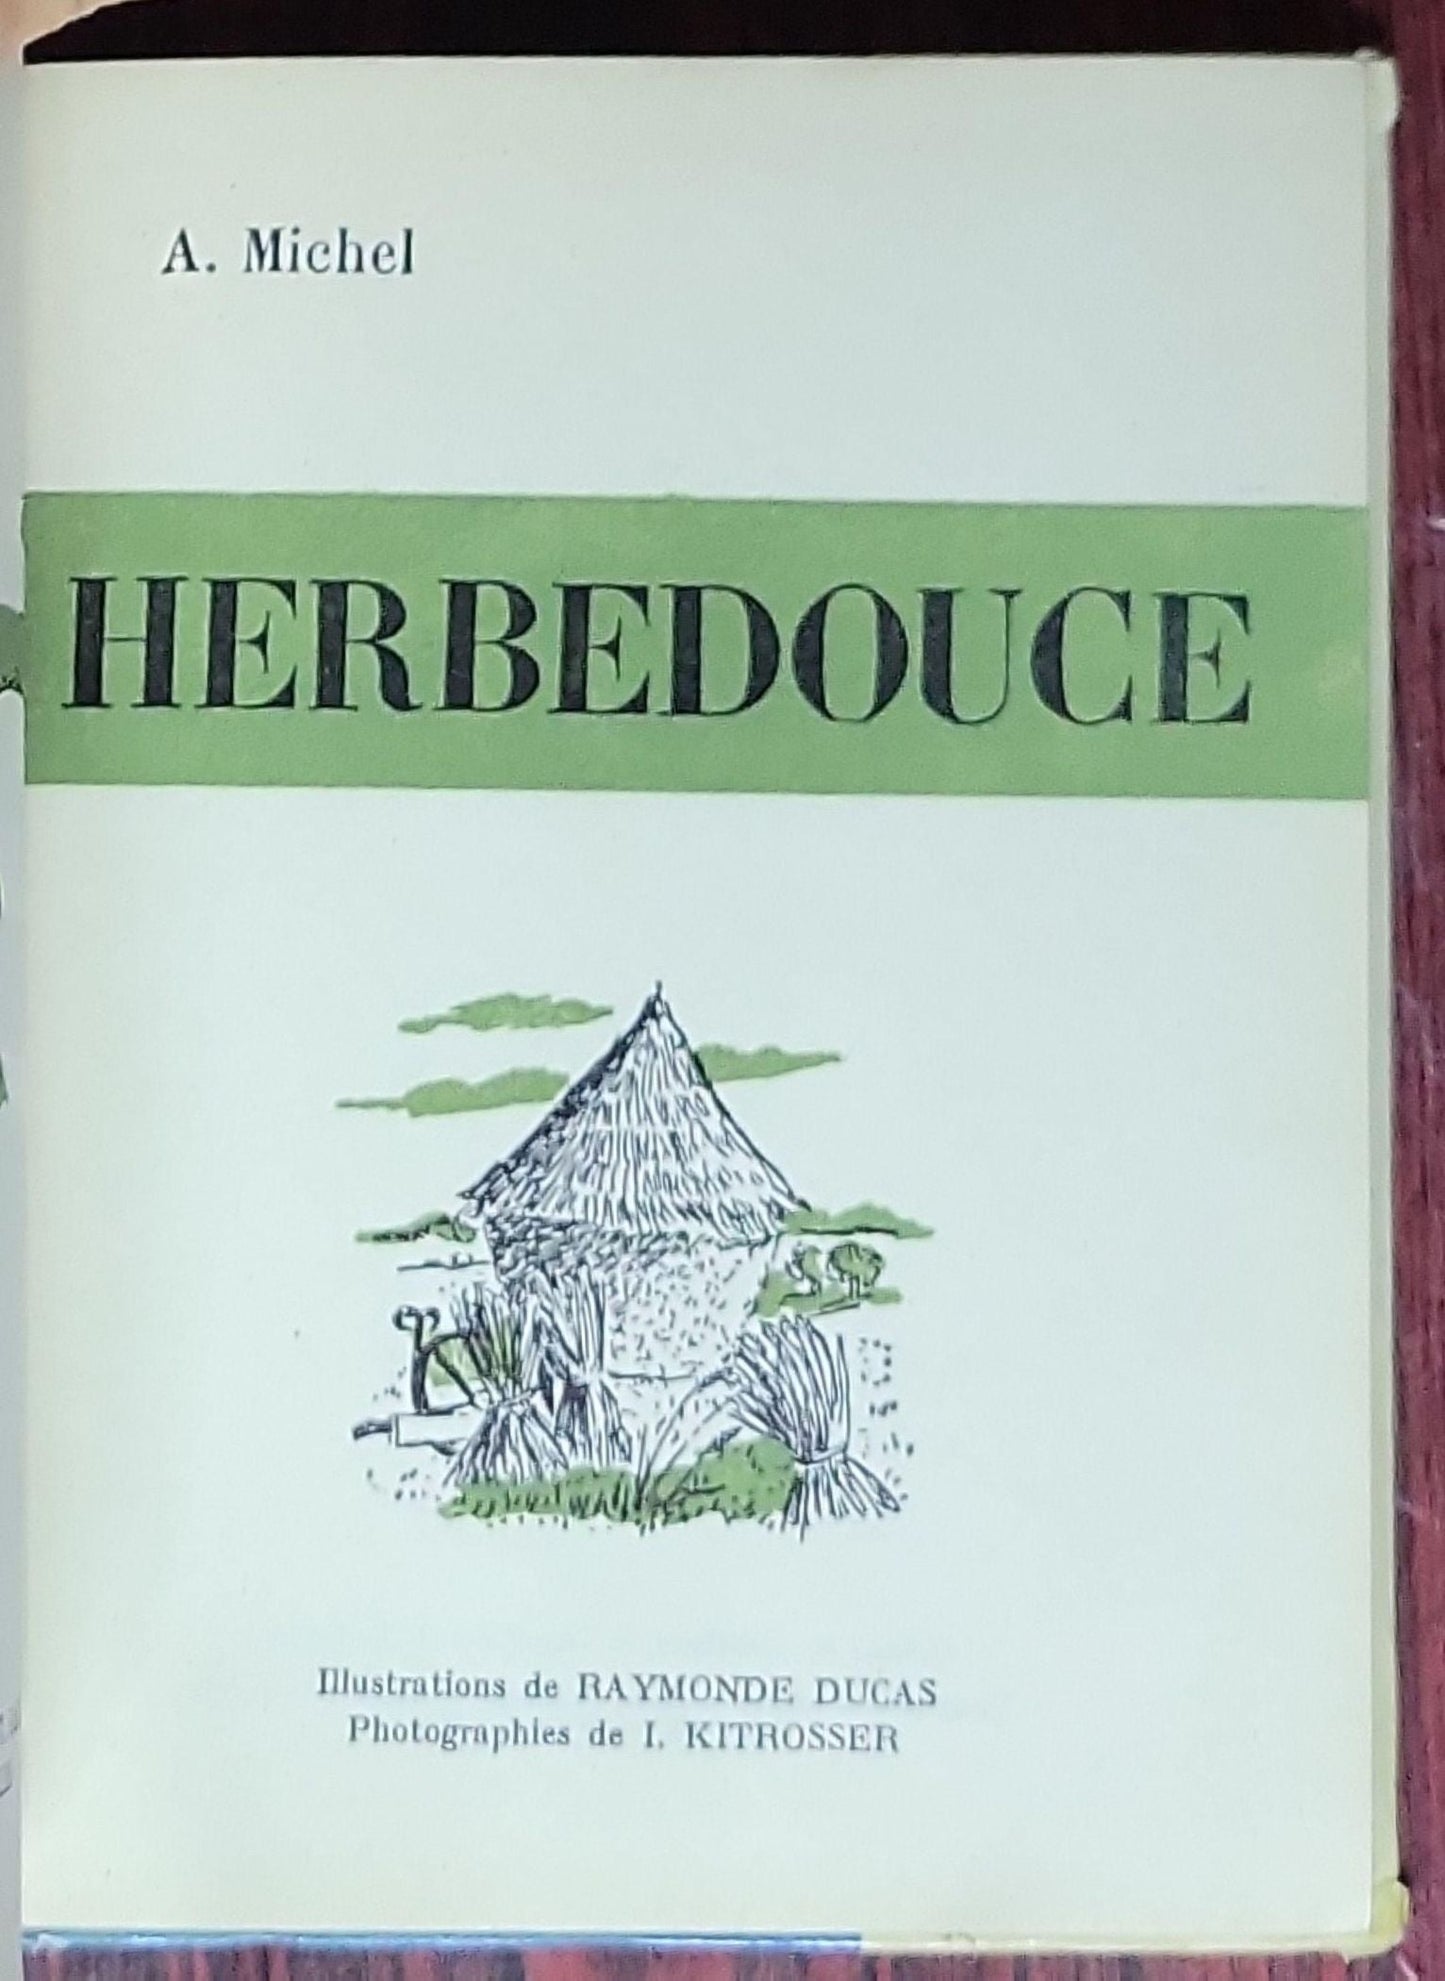 A. Michel
HERBEDOUCE
Illustrations de RAYMONDE DUCAS
Photographies de I. KITROSSER